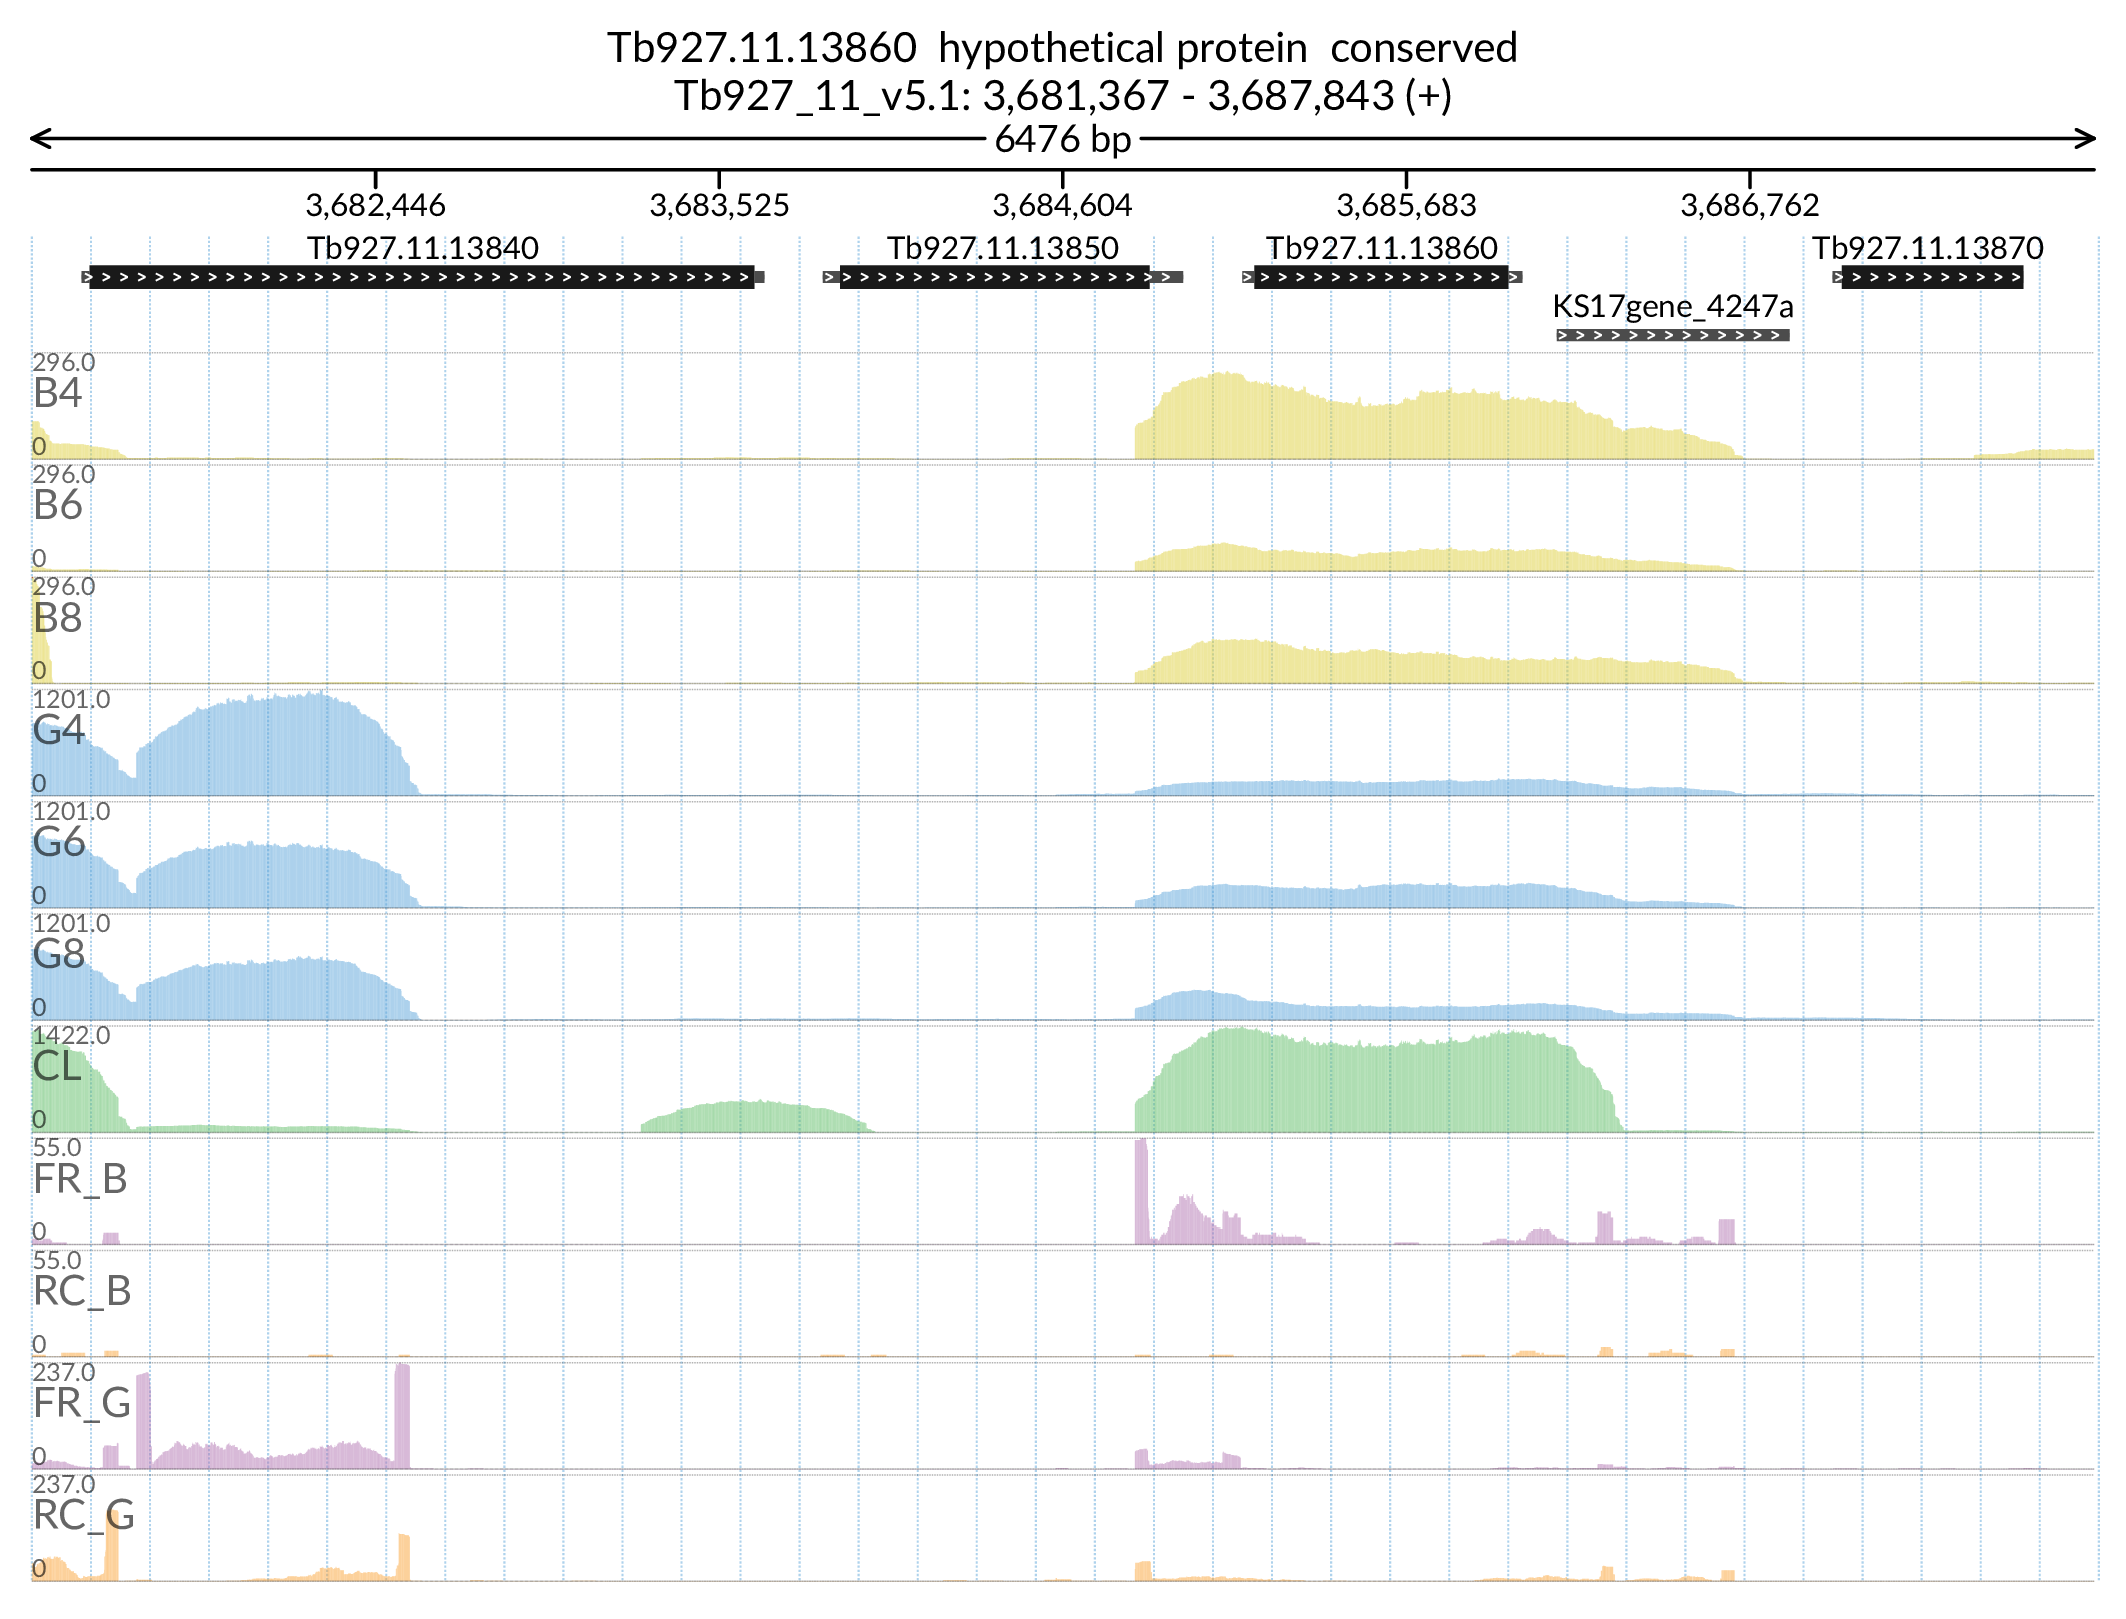 Tb927.11.13860  hypothetical protein  conserved
Tb927_11_v5.1: 3,681,367 - 3,687,843 (+)
6476 bp
3,682,446 3,683,525 3,684,604 3,685,683 3,686,762
Tb927.11.13840 Tb927.11.13850 Tb927.11.13860 Tb927.11.13870
KS17gene_4247a
296.0
B4
0
296.0
B6
0
296.0
B8
0
1201.0
G4
0
1201.0
G6
0
1201.0
G8
0
1422.0
CL
0
55.0
FR_B
0
55.0
RC_B
0
237.0
FR_G
0
237.0
RC_G
0